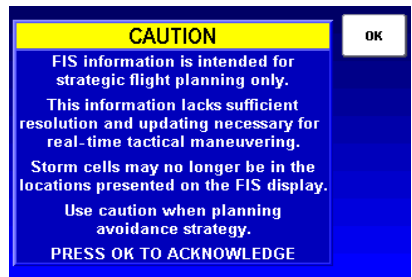 CAUTION
OK
FIS information is intended for
strategic flight planning only.
This information lacks sufficient
resolution and updating necessary for
real-time tactical maneuvering.
Storm cells may no longer be in the
locations presented on the FIS display.
Use caution when planning
avoidance strategy.
PRESS OK TO ACKNOWLEDGE